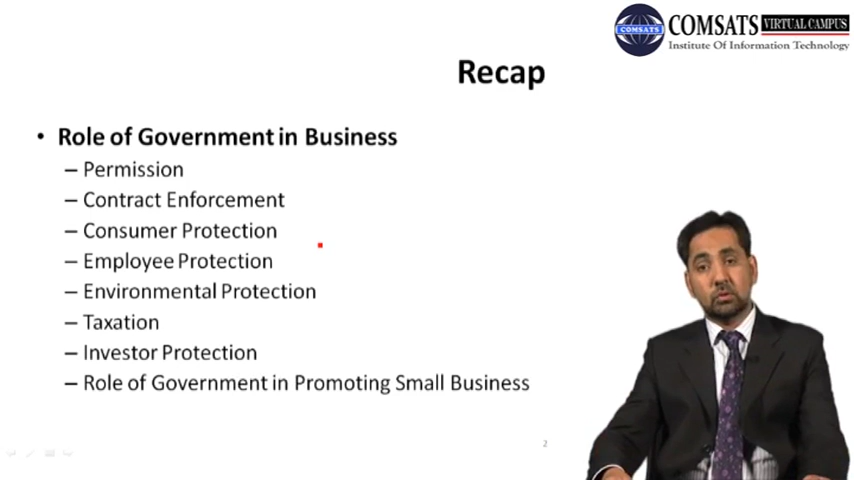 COMSATS
COMSATS VIRTUAL CAMPUS
Institute Of Information Technology
Recap
• Role of Government in Business
– Permission
– Contract Enforcement
– Consumer Protection
– Employee Protection
– Environmental Protection
– Taxation
– Investor Protection
– Role of Government in Promoting Small Business
2